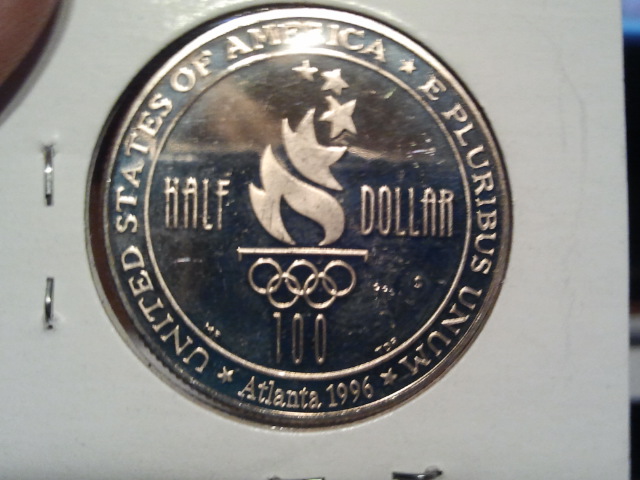 UNITED STATES OF AMERICA ★ E PLURIBUS UNUM ★
HALF DOLLAR
100
Atlanta 1996 ★
S